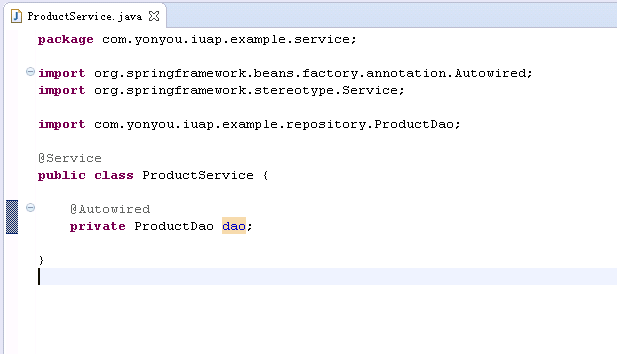 ProductService.java
package com.yonyou.iuap.example.service;
import org.springframework.beans.factory.annotation.Autowired;
import org.springframework.stereotype.Service;
import com.yonyou.iuap.example.repository.ProductDao;
@Service
public class ProductService {
@Autowired
private ProductDao dao;
}